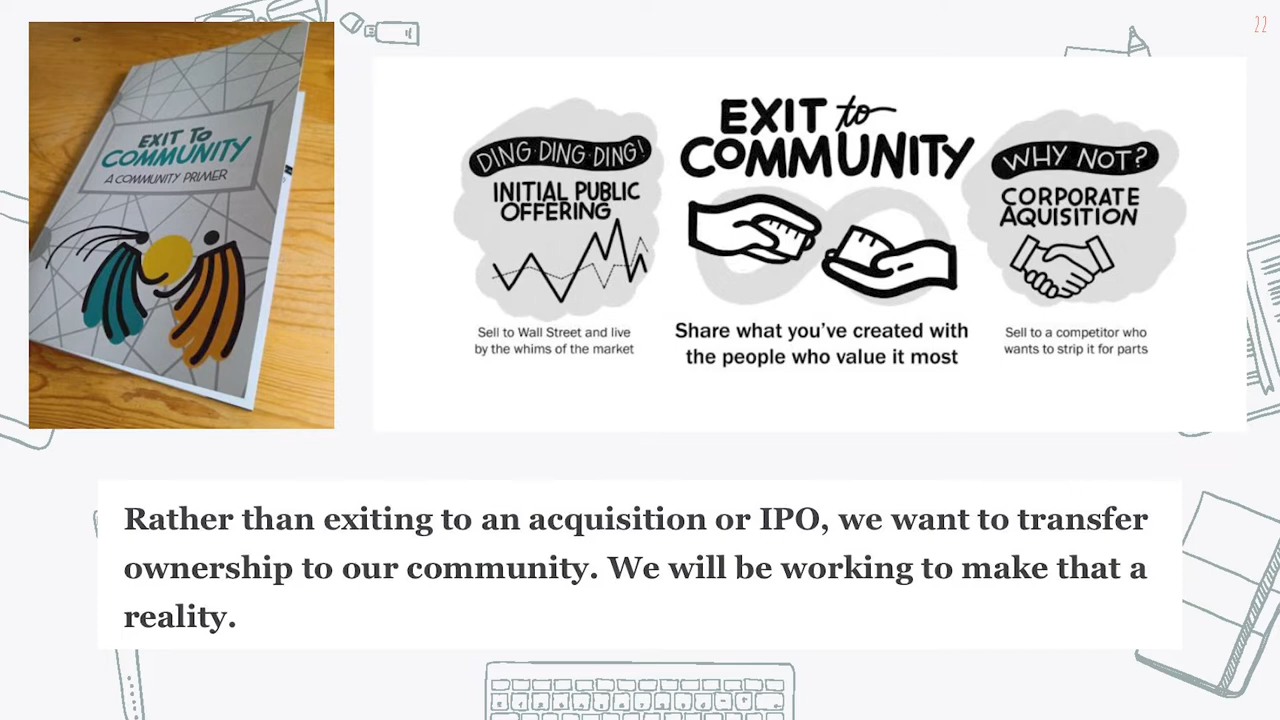 22
EXIT TO
COMMUNITY
A COMMUNITY PRIMER
DING·DING·DING!
INITIAL PUBLIC
OFFERING
Sell to Wall Street and live
by the whims of the market
EXIT to
COMMUNITY
Share what you've created with
the people who value it most
WHY NOT?
CORPORATE
AQUISITION
Sell to a competitor who
wants to strip it for parts
Rather than exiting to an acquisition or IPO, we want to transfer
ownership to our community. We will be working to make that a
reality.